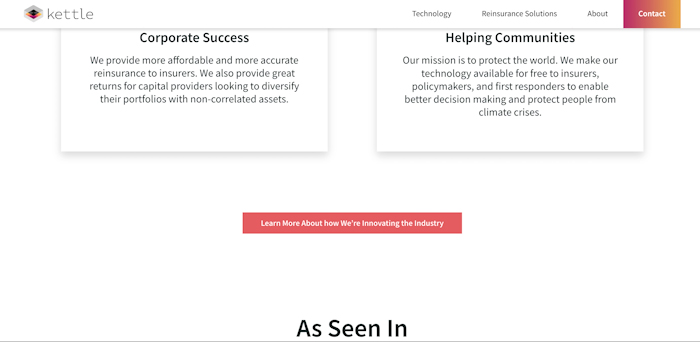 kettle
Technology
Reinsurance Solutions
About
Contact
Corporate Success
We provide more affordable and more accurate
reinsurance to insurers. We also provide great
returns for capital providers looking to diversify
their portfolios with non-correlated assets.
Helping Communities
Our mission is to protect the world. We make our
technology available for free to insurers,
policymakers, and first responders to enable
better decision making and protect people from
climate crises.
Learn More About how We're Innovating the Industry
As Seen In